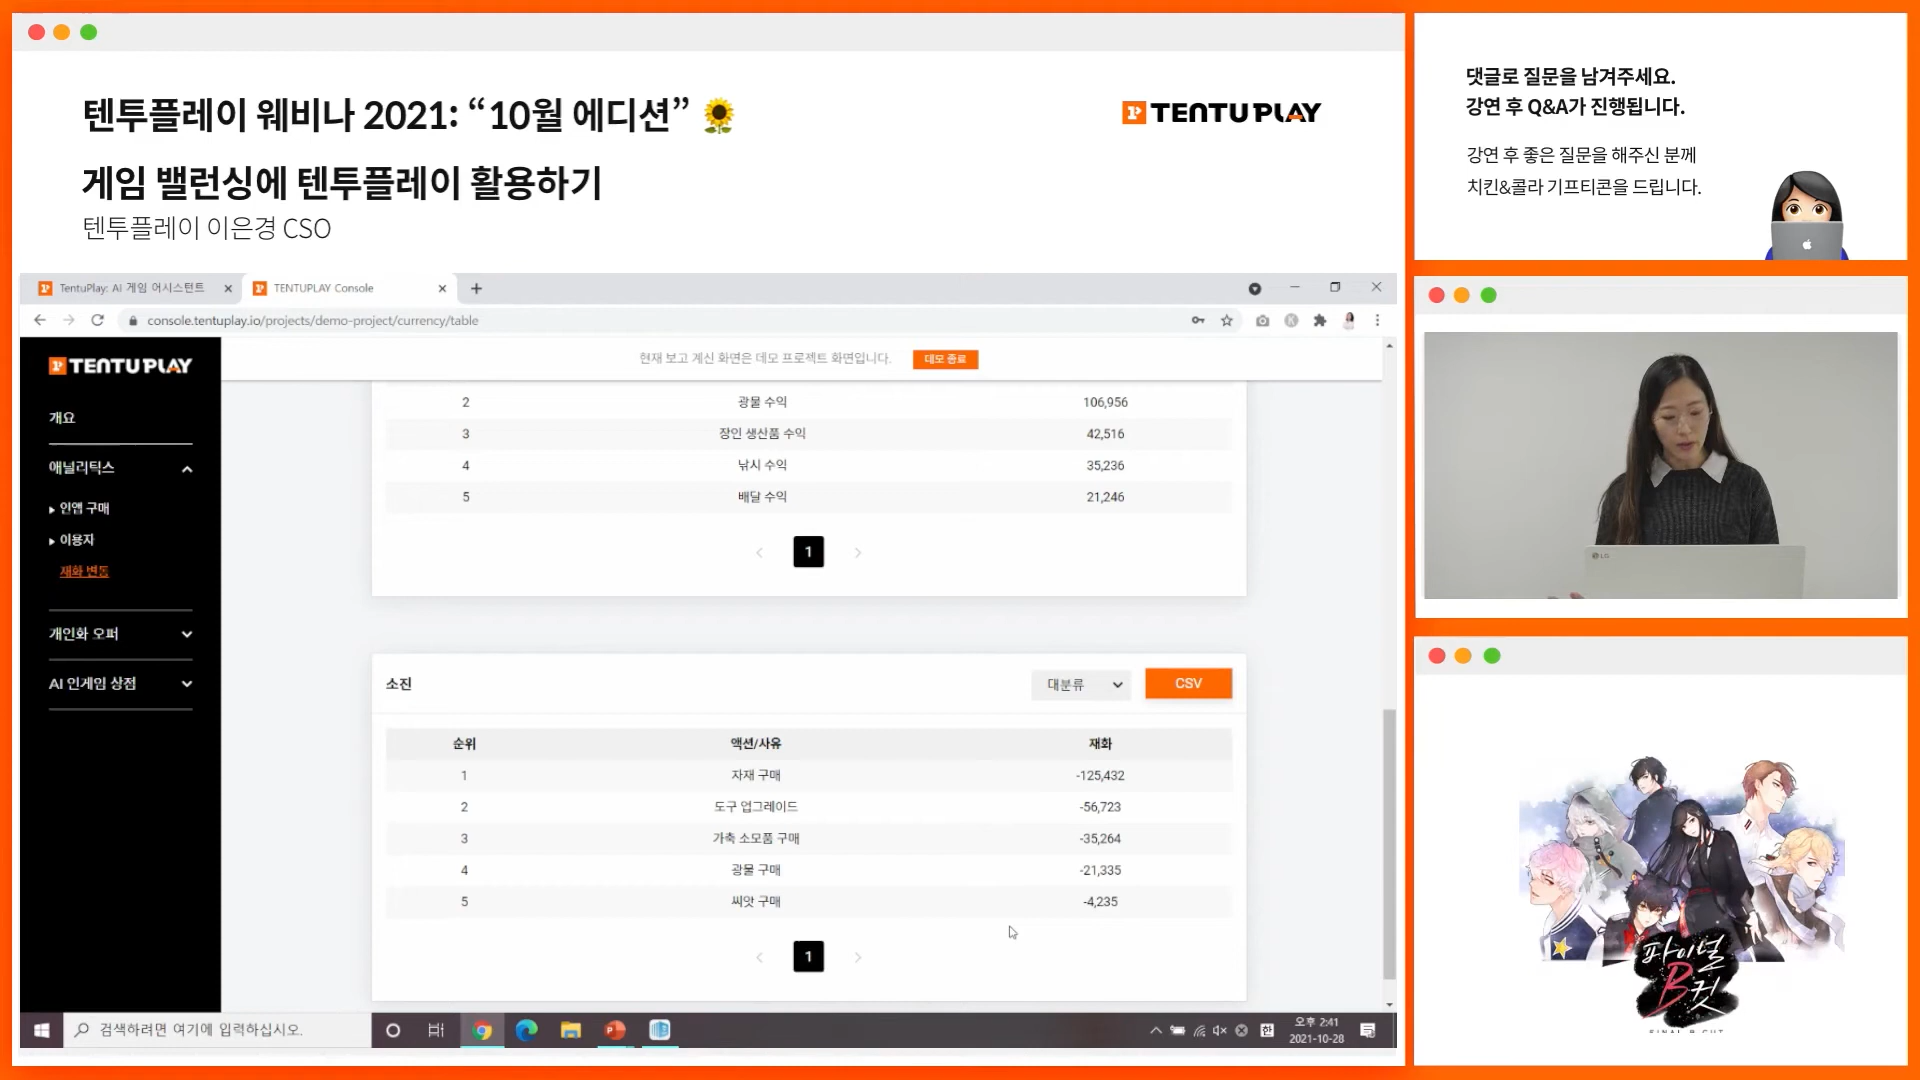 텐투플레이 웨비나 2021: “10월 에디션”
게임 밸런싱에 텐투플레이 활용하기
텐투플레이 이은경 CSO
TENTUPLAY
댓글로 질문을 남겨주세요.
강연 후 Q&A가 진행됩니다.
강연 후 좋은 질문을 해주신 분께
치킨&콜라 기프티콘을 드립니다.
TentuPlay: AI 게임 어시스턴트
TENTUPLAY Console
console.tentuplay.io/projects/demo-project/currency/table
TENTUPLAY
현재 보고 계신 화면은 데모 프로젝트 화면입니다.
데모 종료
개요
애널리틱스
인앱 구매
이용자
재화 변동
개인화 오퍼
AI 인게임 상점
2 광물 수익 106,956
3 장인 생산품 수익 42,516
4 낚시 수익 35,236
5 배달 수익 21,246
1
소진
대분류
CSV
순위 액션/사유 재화
1 자재 구매 -125,432
2 도구 업그레이드 -56,723
3 가축 소모품 구매 -35,264
4 광물 구매 -21,335
5 씨앗 구매 -4,235
1
검색하려면 여기에 입력하십시오.
한
오후 2:41
2021-10-28
LG
파이널
B컷
FINAL B CUT